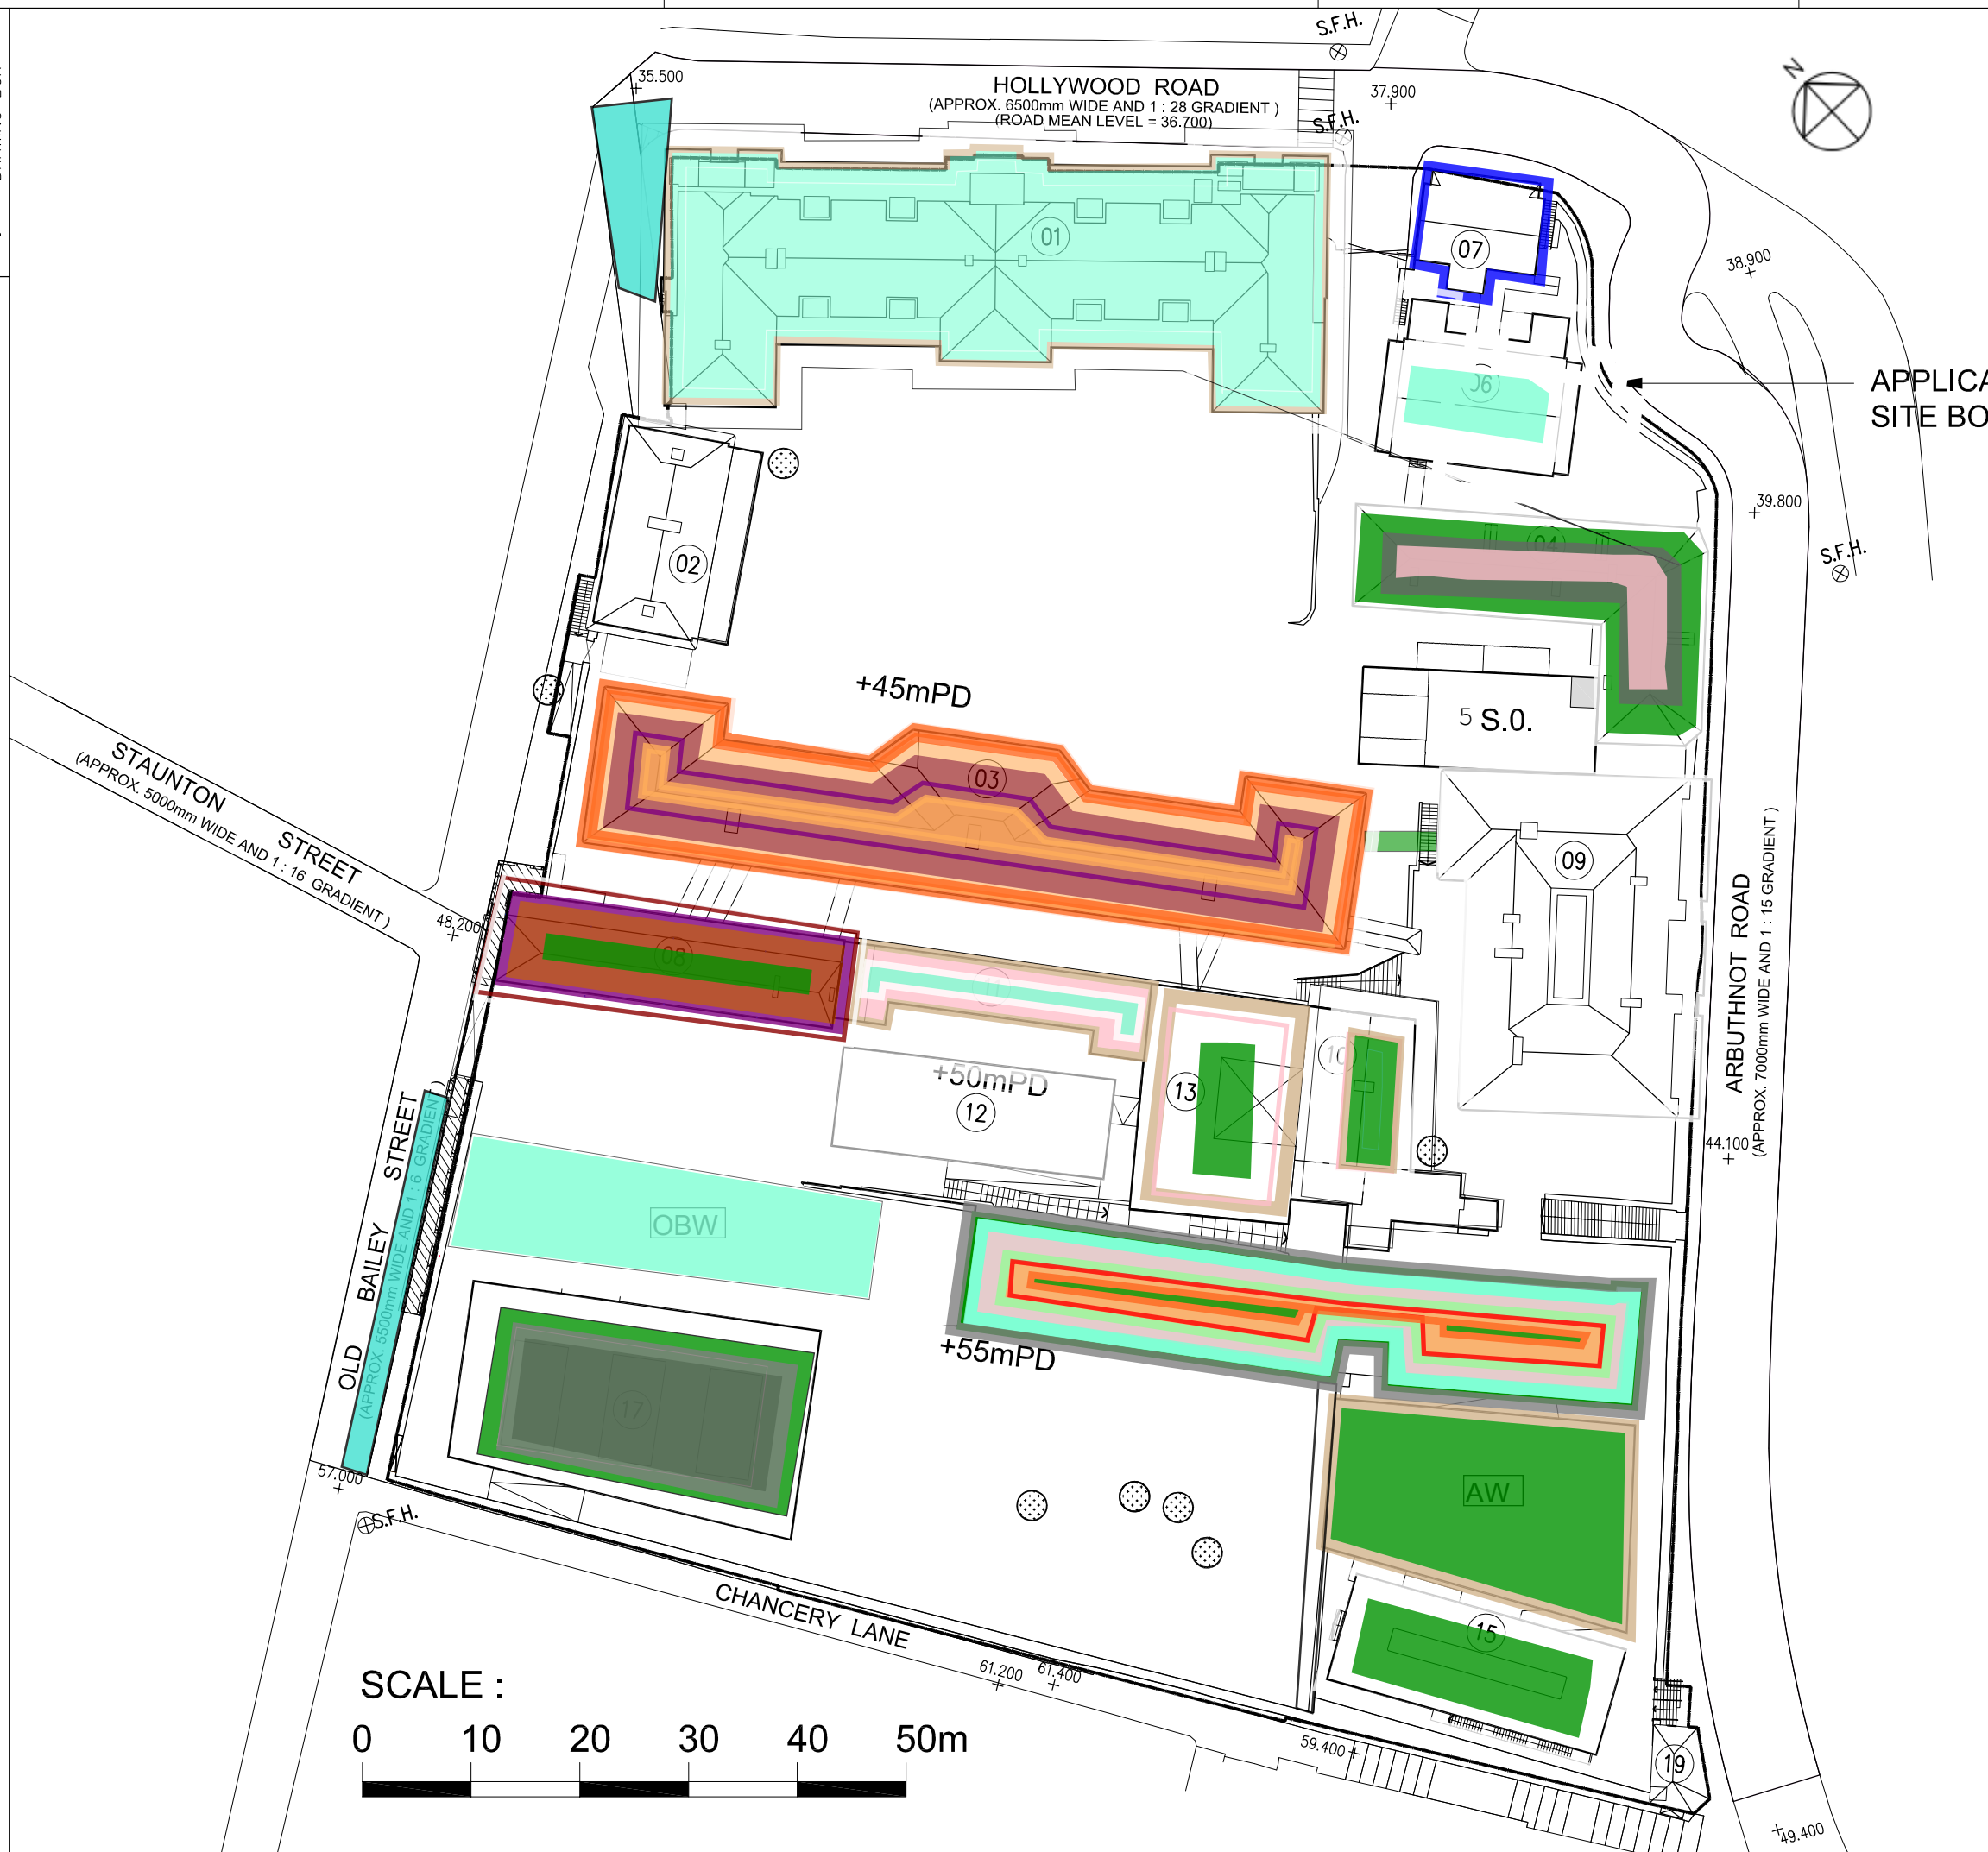 S.F.H.
N
35.500
HOLLYWOOD ROAD
(APPROX. 6500mm WIDE AND 1 : 28 GRADIENT )
(ROAD MEAN LEVEL = 36.700)
37.900
S.F.H.
01
07
38.900
APPLICA
SITE BO
39.800
02
04
S.F.H.
+45mPD
5 S.O.
STAUNTON STREET
(APPROX. 5000mm WIDE AND 1 : 16 GRADIENT )
03
09
48.200
08
11
10
ARBUTHNOT ROAD
(APPROX. 7000mm WIDE AND 1 : 15 GRADIENT )
+50mPD
12
13
44.100
OLD BAILEY STREET
(APPROX. 5500mm WIDE AND 1 : 6 GRADIENT )
OBW
+55mPD
17
57.000
S.F.H.
AW
CHANCERY LANE
15
61.200
61.400
59.400
19
49.400
SCALE :
0 10 20 30 40 50m